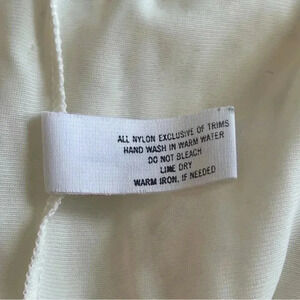 ALL NYLON EXCLUSIVE OF TRIMS
HAND WASH IN WARM WATER
DO NOT BLEACH
LINE DRY
WARM IRON, IF NEEDED